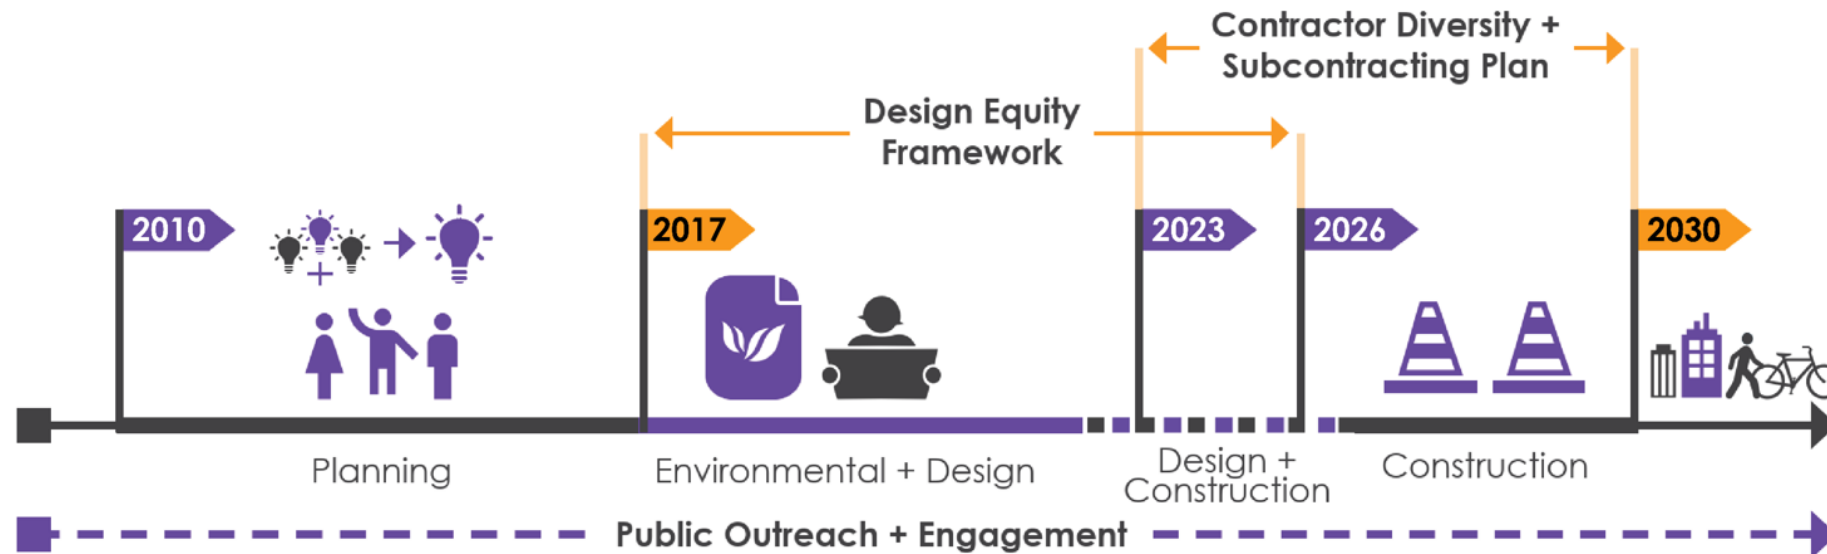 Contractor Diversity +
Subcontracting Plan
Design Equity
Framework
2010
2017
2023
2026
2030
Planning
Environmental + Design
Design +
Construction
Construction
Public Outreach + Engagement